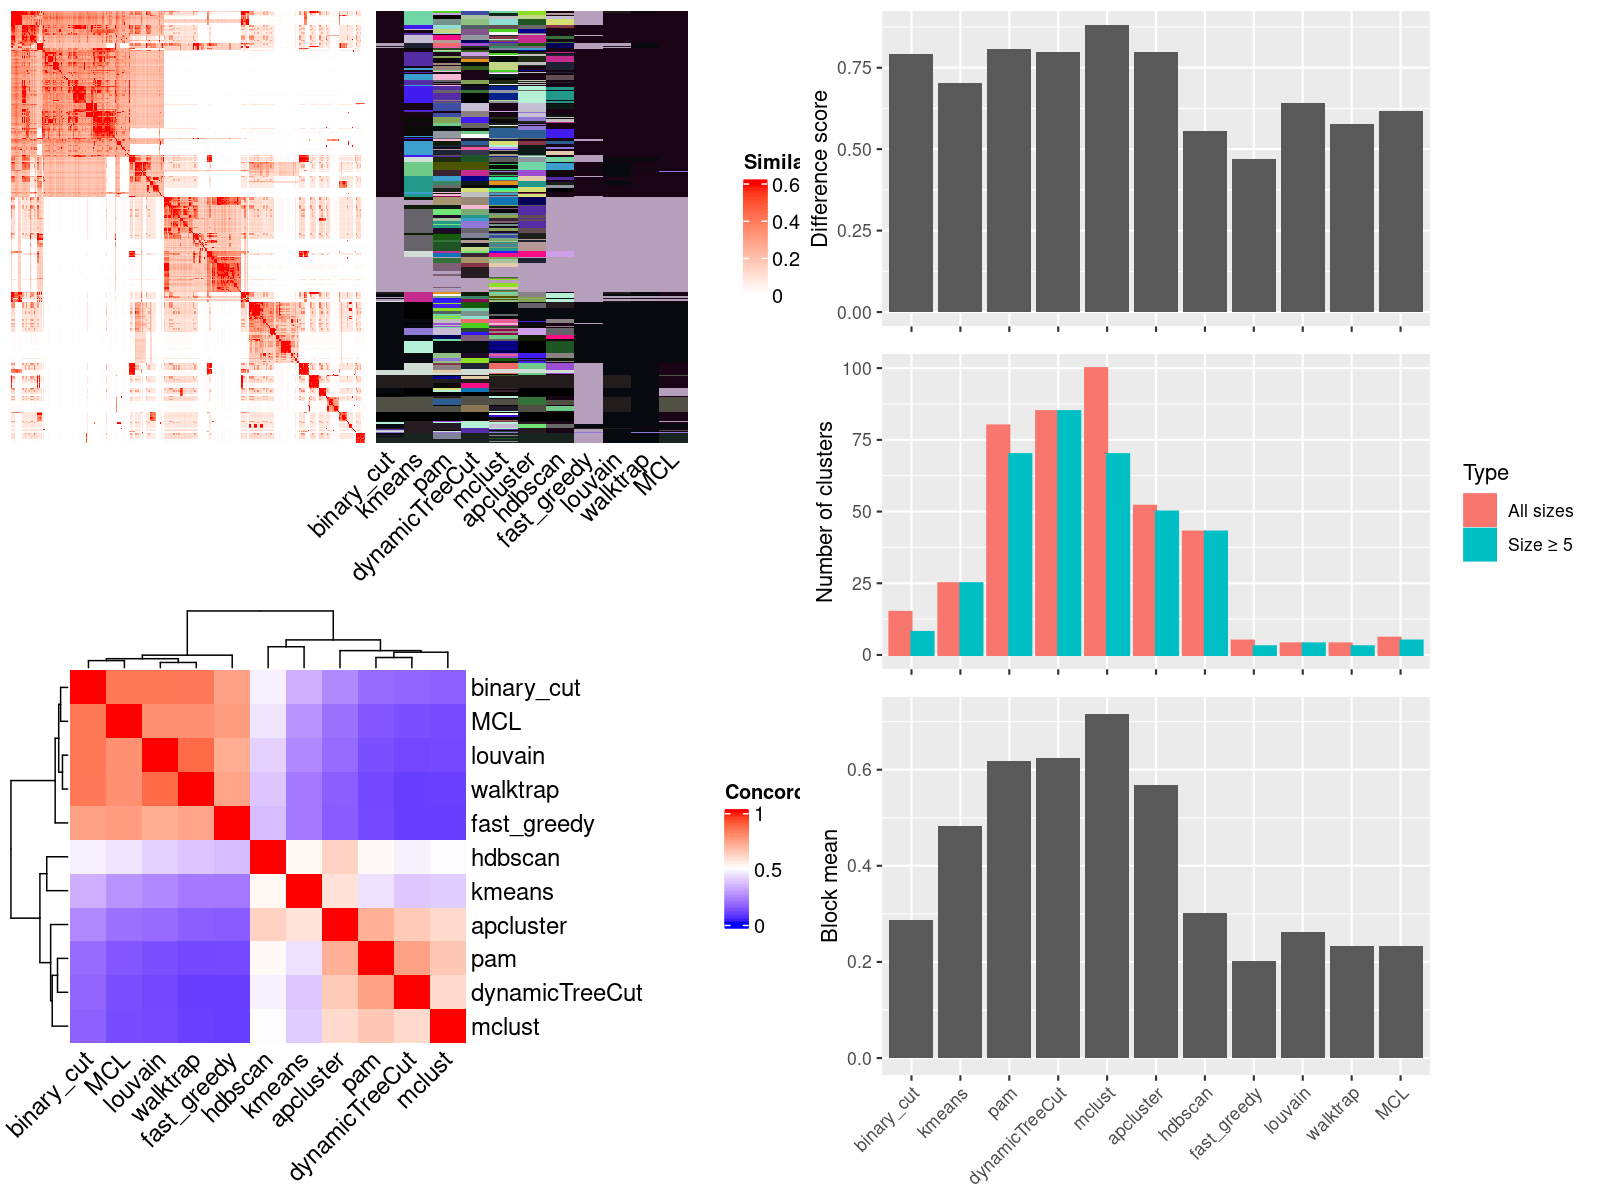 Simila
0.6
0.4
0.2
0
binary_cut
kmeans
pam
dynamicTreeCut
mclust
apcluster
hdbscan
fast_greedy
louvain
walktrap
MCL
binary_cut
MCL
louvain
walktrap
fast_greedy
hdbscan
kmeans
apcluster
pam
dynamicTreeCut
mclust
Concord
1
0.5
0
binary_cut
MCL
louvain
walktrap
fast_greedy
hdbscan
kmeans
apcluster
pam
dynamicTreeCut
mclust
Difference score
0.75
0.50
0.25
0.00
Number of clusters
100
75
50
25
0
Type
All sizes
Size ≥ 5
Block mean
0.6
0.4
0.2
0.0
binary_cut
kmeans
pam
dynamicTreeCut
mclust
apcluster
hdbscan
fast_greedy
louvain
walktrap
MCL